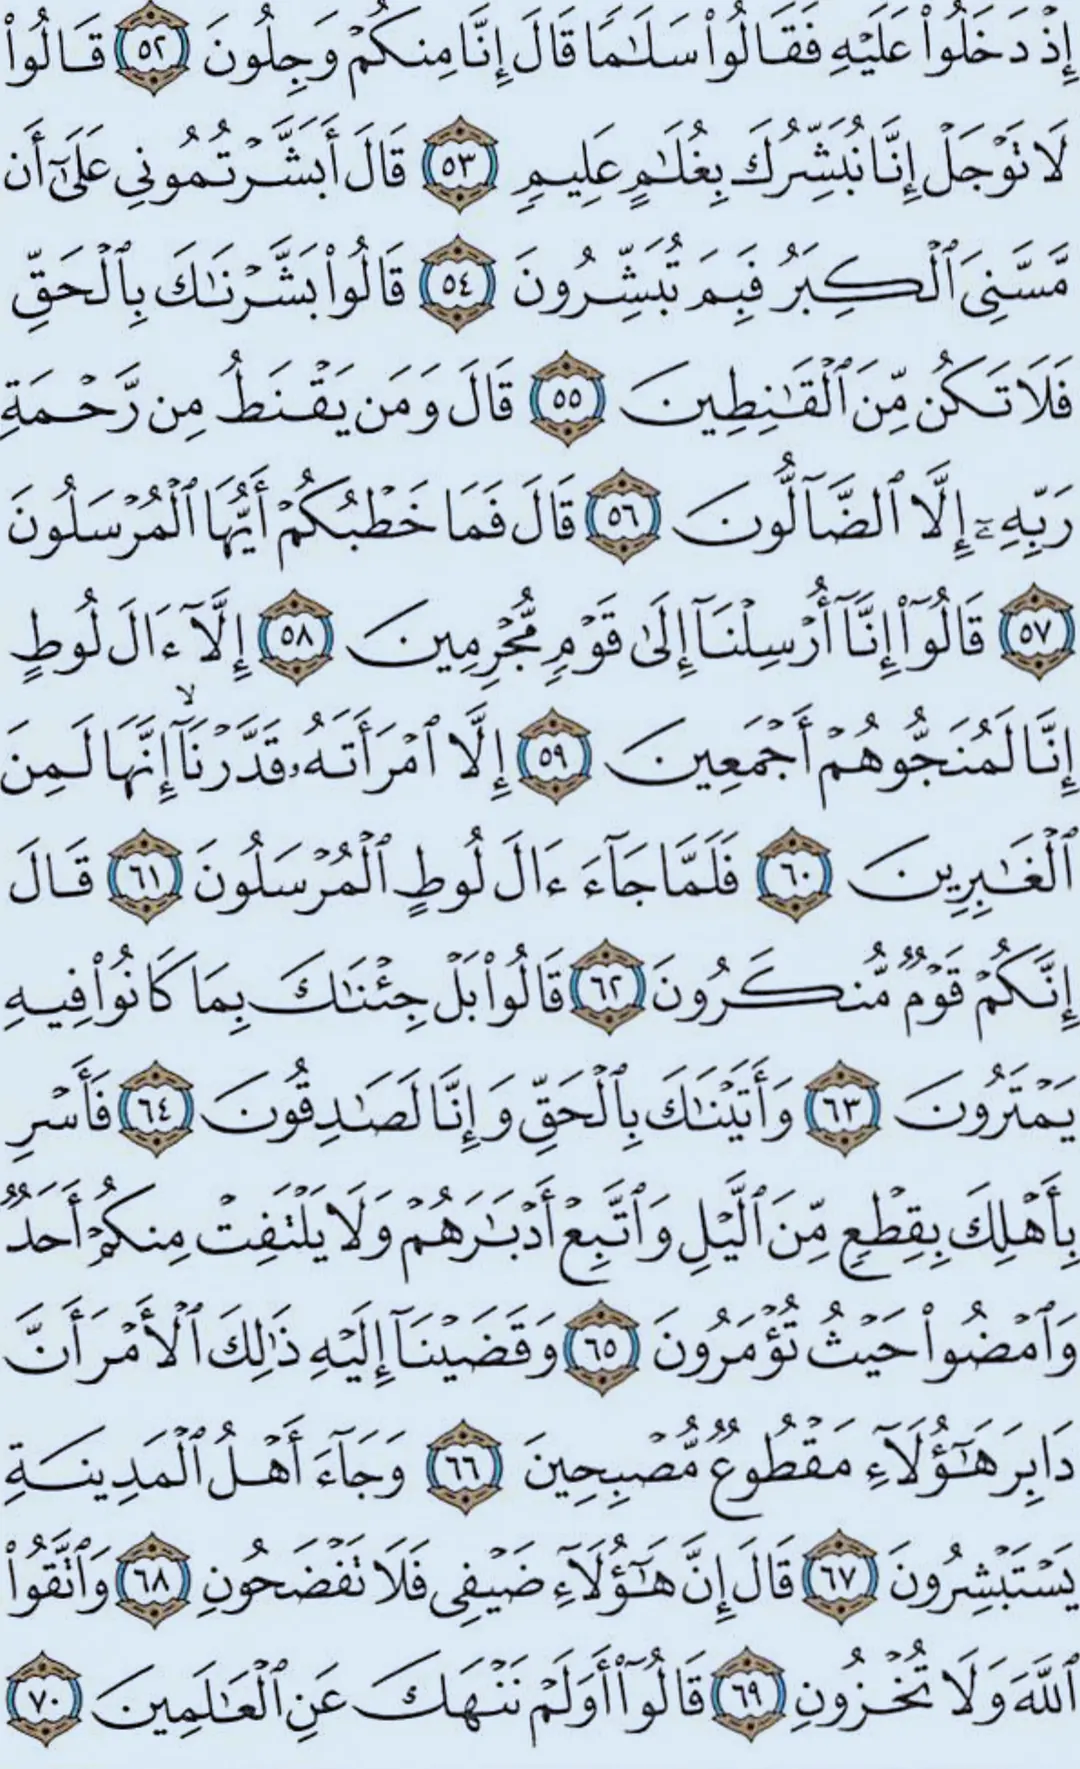 إِذۡ دَخَلُواْ عَلَيۡهِ فَقَالُواْ سَلَٰمٗا قَالَ إِنَّا مِنكُمۡ وَجِلُونَ ٥٢ قَالُواْ
لَا تَوۡجَلۡ إِنَّا نُبَشِّرُكَ بِغُلَٰمٍ عَلِيمٖ ٥٣ قَالَ أَبَشَّرۡتُمُونِي عَلَىٰٓ أَن
مَّسَّنِيَ ٱلۡكِبَرُ فَبِمَ تُبَشِّرُونَ ٥٤ قَالُواْ بَشَّرۡنَٰكَ بِٱلۡحَقِّ
فَلَا تَكُن مِّنَ ٱلۡقَٰنِطِينَ ٥٥ قَالَ وَمَن يَقۡنَطُ مِن رَّحۡمَةِ
رَبِّهِۦٓ إِلَّا ٱلضَّآلُّونَ ٥٦ قَالَ فَمَا خَطۡبُكُمۡ أَيُّهَا ٱلۡمُرۡسَلُونَ
٥٧ قَالُوٓاْ إِنَّآ أُرۡسِلۡنَآ إِلَىٰ قَوۡمٖ مُّجۡرِمِينَ ٥٨ إِلَّآ ءَالَ لُوطٍ
إِنَّا لَمُنَجُّوهُمۡ أَجۡمَعِينَ ٥٩ إِلَّا ٱمۡرَأَتَهُۥ قَدَّرۡنَآ ۙ إِنَّهَا لَمِنَ
ٱلۡغَٰبِرِينَ ٦٠ فَلَمَّا جَآءَ ءَالَ لُوطٍ ٱلۡمُرۡسَلُونَ ٦١ قَالَ
إِنَّكُمۡ قَوۡمٞ مُّنكَرُونَ ٦٢ قَالُواْ بَلۡ جِئۡنَٰكَ بِمَا كَانُواْ فِيهِ
يَمۡتَرُونَ ٦٣ وَأَتَيۡنَٰكَ بِٱلۡحَقِّ وَإِنَّا لَصَٰدِقُونَ ٦٤ فَأَسۡرِ
بِأَهۡلِكَ بِقِطۡعٖ مِّنَ ٱلَّيۡلِ وَٱتَّبِعۡ أَدۡبَٰرَهُمۡ وَلَا يَلۡتَفِتۡ مِنكُمۡ أَحَدٞ
وَٱمۡضُواْ حَيۡثُ تُؤۡمَرُونَ ٦٥ وَقَضَيۡنَآ إِلَيۡهِ ذَٰلِكَ ٱلۡأَمۡرَ أَنَّ
دَابِرَ هَٰٓؤُلَآءِ مَقۡطُوعٞ مُّصۡبِحِينَ ٦٦ وَجَآءَ أَهۡلُ ٱلۡمَدِينَةِ
يَسۡتَبۡشِرُونَ ٦٧ قَالَ إِنَّ هَٰٓؤُلَآءِ ضَيۡفِي فَلَا تَفۡضَحُونِ ٦٨ وَٱتَّقُواْ
ٱللَّهَ وَلَا تُخۡزُونِ ٦٩ قَالُوٓاْ أَوَلَمۡ نَنۡهَكَ عَنِ ٱلۡعَٰلَمِينَ ٧٠